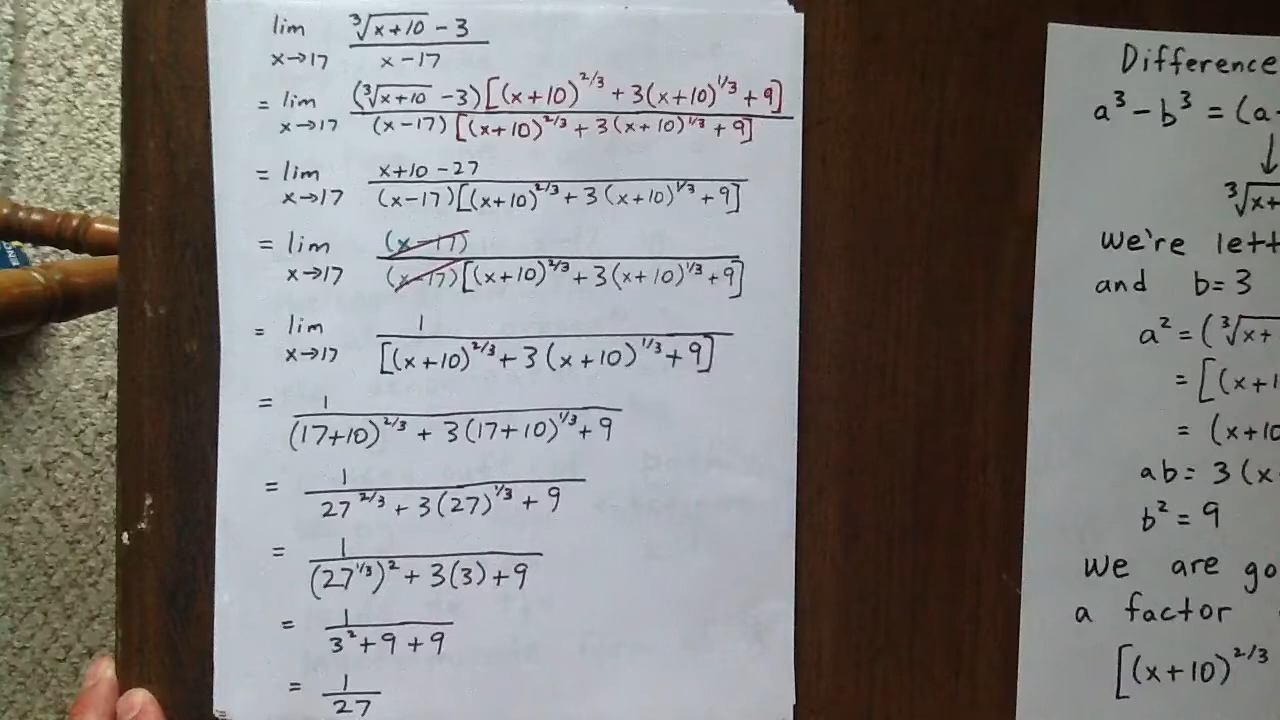 lim x→17 (∛(x+10) - 3)/(x-17)
= lim x→17 ((∛(x+10) - 3)[(x+10)^(2/3) + 3(x+10)^(1/3) + 9])/((x-17)[(x+10)^(2/3) + 3(x+10)^(1/3) + 9])
= lim x→17 (x+10-27)/((x-17)[(x+10)^(2/3) + 3(x+10)^(1/3) + 9])
= lim x→17 (x-17)/((x-17)[(x+10)^(2/3) + 3(x+10)^(1/3) + 9])
= lim x→17 1/[(x+10)^(2/3) + 3(x+10)^(1/3) + 9]
= 1/((17+10)^(2/3) + 3(17+10)^(1/3) + 9)
= 1/(27^(2/3) + 3(27)^(1/3) + 9)
= 1/((27^(1/3))² + 3(3) + 9)
= 1/(3² + 9 + 9)
= 1/27
Difference
a³ - b³ = (a-
↓
∛(x+
We're lett
and b=3
a² = (∛(x+
= [(x+1
= (x+10
ab = 3(x
b² = 9
We are go
a factor
[(x+10)^(2/3)